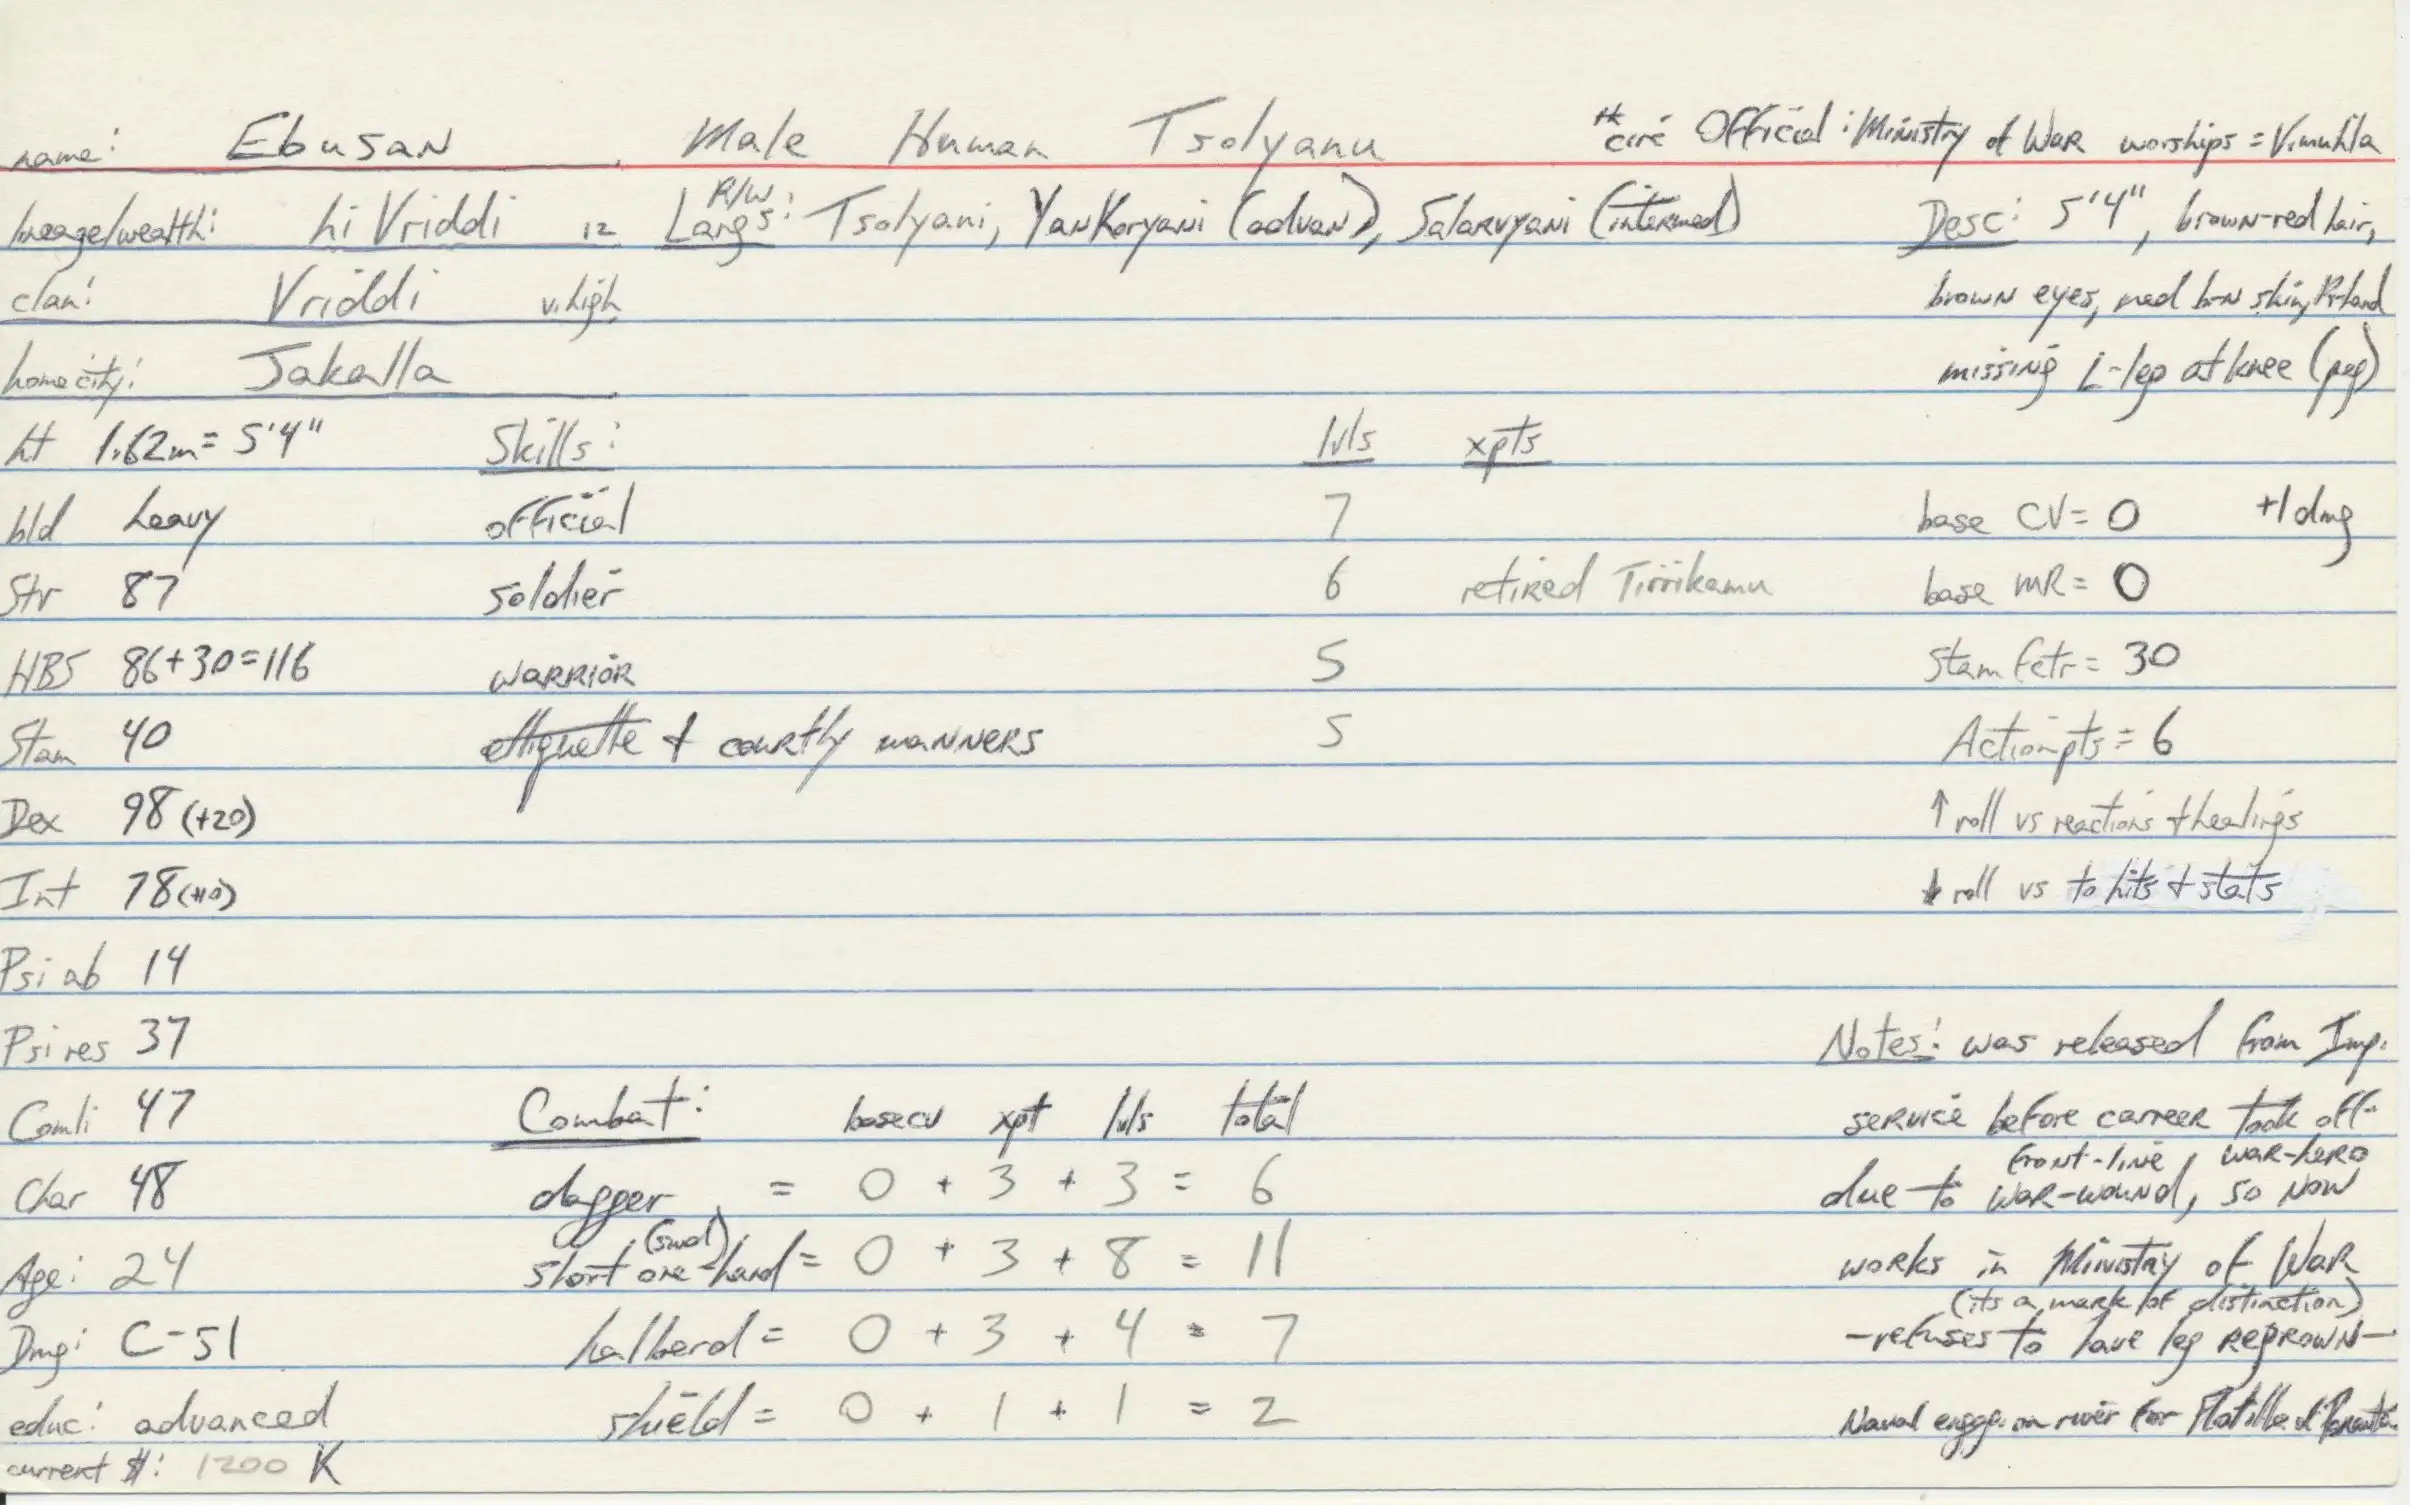 name: Ebusan Male Human Tsolyanu Official: Ministry of War worships = Vimuhla
lineage/wealth: hi Vriddi 12 R/W Langs: Tsolyani, YanKoryani (advan), Salarvyani (intermed) Desc: 5'4", brown-red hair,
clan: Vriddi v.high brown eyes, med brn skin, Rt-hand
home city: Jakalla missing L-leg at knee (peg)
ht 1.62m = 5'4" Skills: lvls xpts
bld heavy official 7 base CV = 0 +1 dmg
Str 87 soldier 6 retired Tirrikamu base MR = 0
HBS 86+30=116 warrior 5 Stam fctr = 30
Stam 40 ettiquette & courtly manners 5 Action pts = 6
Dex 98 (+20) ↑ roll vs reactions & healings
Int 78 (+10) ↓ roll vs to hits & stats
Psi ab 14
Psi res 37 Notes: was released from Imp.
Comli 47 Combat: basecv xpt lvls total service before carreer took off
Char 48 dagger = 0 + 3 + 3 = 6 due to front-line war-wound, war-hero so now
Age: 24 short one-hand (swd) = 0 + 3 + 8 = 11 works in Ministry of War
Dmg: C-51 halberd = 0 + 3 + 4 = 7 -refuses to have leg regrown- (its a mark of distinction)
educ: advanced shield = 0 + 1 + 1 = 2 Naval engage. on river for Flotilla of
current $: 1200 K